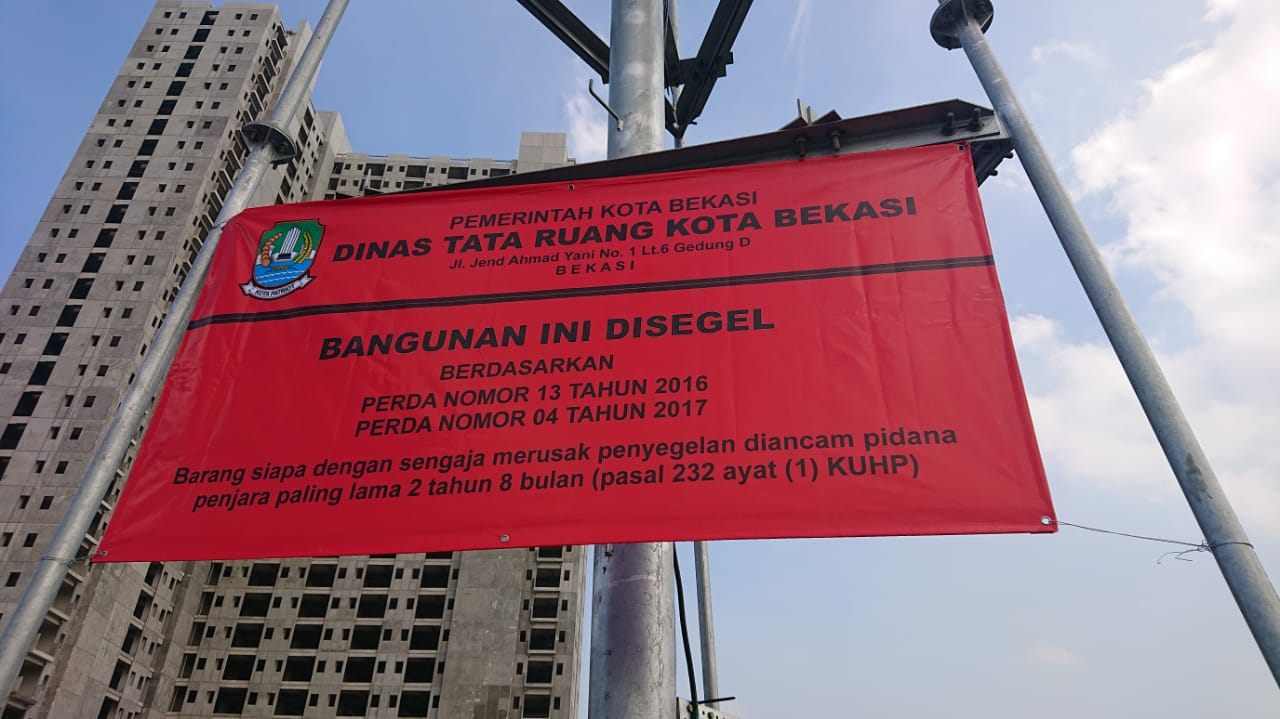 PEMERINTAH KOTA BEKASI
DINAS TATA RUANG KOTA BEKASI
Jl. Jend Ahmad Yani No. 1 Lt.6 Gedung D
BEKASI
KOTA PATRIOT
BANGUNAN INI DISEGEL
BERDASARKAN
PERDA NOMOR 13 TAHUN 2016
PERDA NOMOR 04 TAHUN 2017
Barang siapa dengan sengaja merusak penyegelan diancam pidana
penjara paling lama 2 tahun 8 bulan (pasal 232 ayat (1) KUHP)